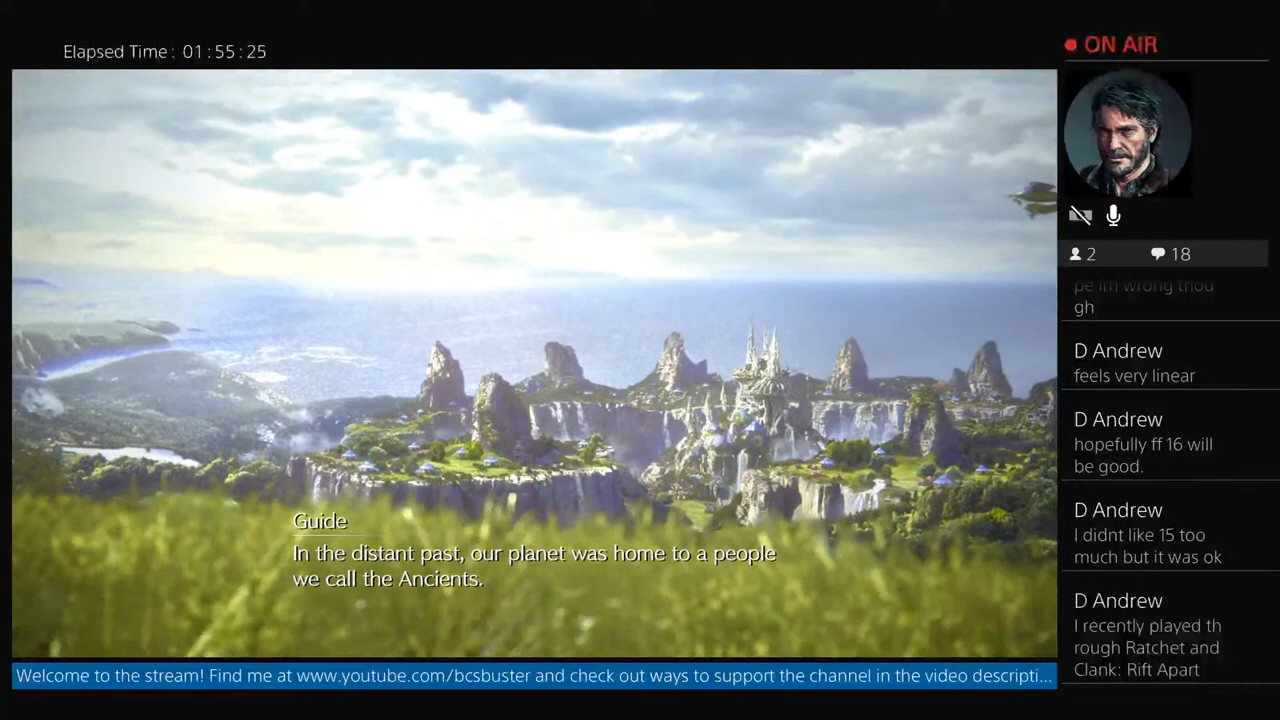 Elapsed Time: 01:55:25
ON AIR
2
18
pe im wrong thou
gh
D Andrew
feels very linear
D Andrew
hopefully ff 16 will
be good.
D Andrew
I didnt like 15 too
much but it was ok
D Andrew
I recently played th
rough Ratchet and
Clank: Rift Apart
Guide
In the distant past, our planet was home to a people
we call the Ancients.
Welcome to the stream! Find me at www.youtube.com/bcsbuster and check out ways to support the channel in the video descripti...